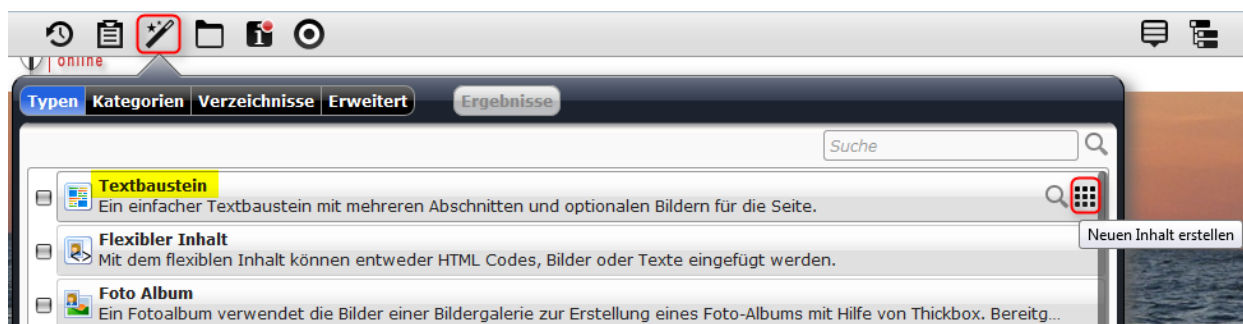 online
Typen Kategorien Verzeichnisse Erweitert Ergebnisse
Suche
Textbaustein
Ein einfacher Textbaustein mit mehreren Abschnitten und optionalen Bildern für die Seite.
Neuen Inhalt erstellen
Flexibler Inhalt
Mit dem flexiblen Inhalt können entweder HTML Codes, Bilder oder Texte eingefügt werden.
Foto Album
Ein Fotoalbum verwendet die Bilder einer Bildergalerie zur Erstellung eines Foto-Albums mit Hilfe von Thickbox. Bereitg...